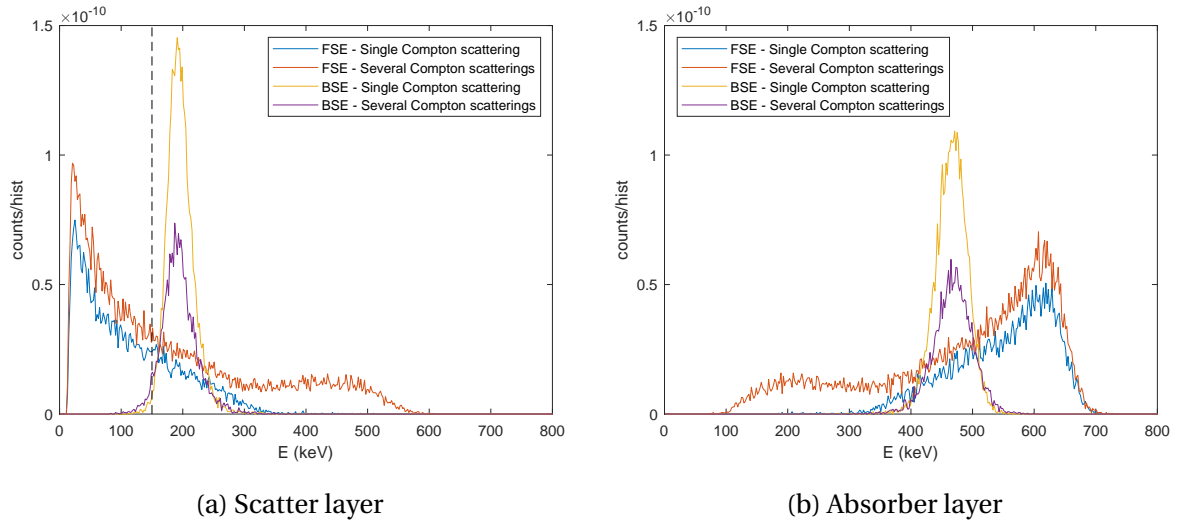 ×10⁻¹⁰
1.5
1
0.5
0
counts/hist
FSE - Single Compton scattering
FSE - Several Compton scatterings
BSE - Single Compton scattering
BSE - Several Compton scatterings
0 100 200 300 400 500 600 700 800
E (keV)
(a) Scatter layer
×10⁻¹⁰
1.5
1
0.5
0
counts/hist
FSE - Single Compton scattering
FSE - Several Compton scatterings
BSE - Single Compton scattering
BSE - Several Compton scatterings
0 100 200 300 400 500 600 700 800
E (keV)
(b) Absorber layer